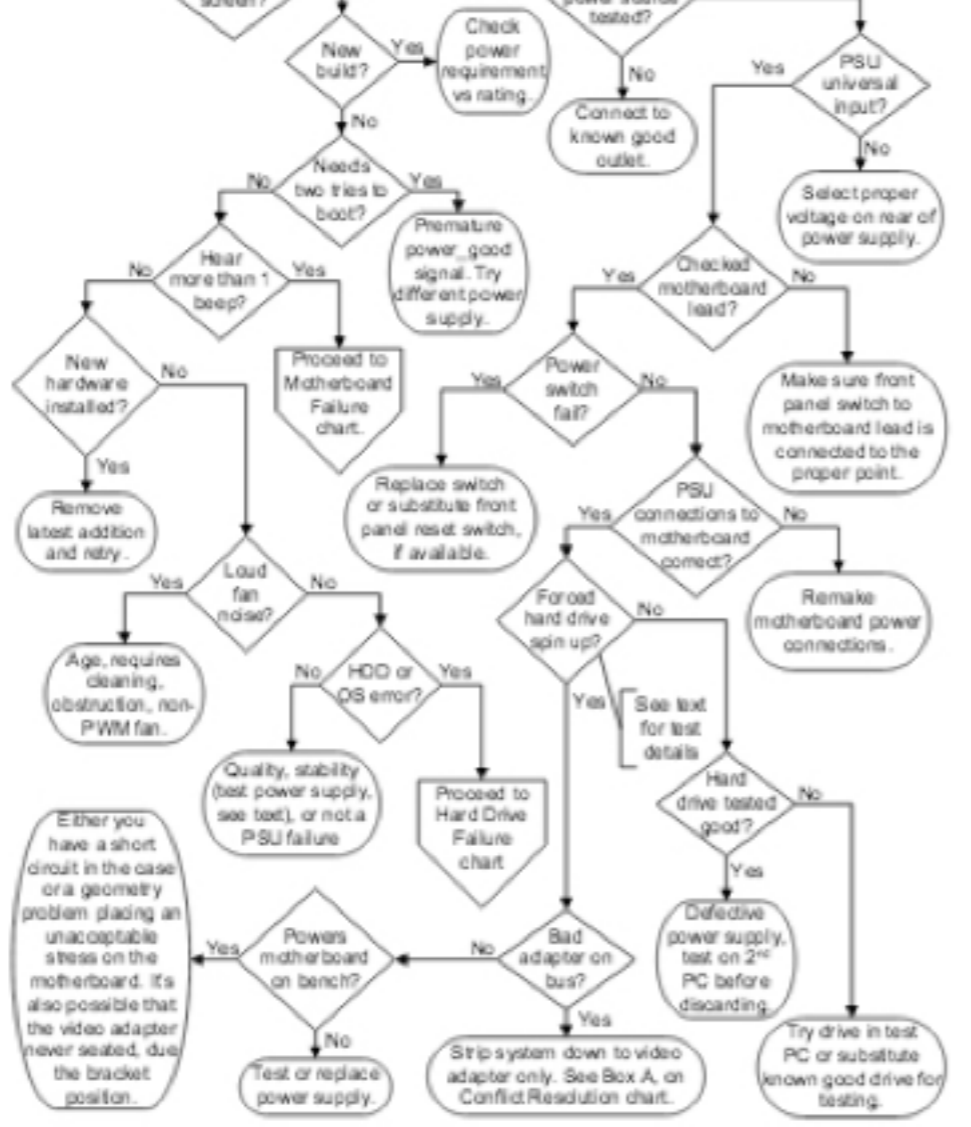 screen?
power source
tested?
New
build?
Yes
Check
power
requirement
vs rating.
No
PSU
universal
input?
Yes
No
Connect to
known good
outlet.
No
Select proper
voltage on rear of
power supply.
Needs
two tries to
boot?
No
Yes
Premature
power_good
signal. Try
different power
supply.
Hear
more than 1
beep?
No
Yes
Checked
motherboard
lead?
Yes
No
Proceed to
Motherboard
Failure
chart.
New
hardware
installed?
No
Yes
Power
switch
fail?
Yes
No
Make sure front
panel switch to
motherboard lead is
connected to the
proper point.
Remove
latest addition
and retry.
Replace switch
or substitute front
panel reset switch,
if available.
PSU
connections to
motherboard
correct?
Yes
No
Loud
fan
noise?
Yes
No
Forced
hard drive
spin up?
No
Yes
Remake
motherboard power
connections.
Age, requires
cleaning,
obstruction, non-
PWM fan.
HDD or
OS error?
No
Yes
See text
for test
details
Quality, stability
(test power supply,
see text), or not a
PSU failure
Proceed to
Hard Drive
Failure
chart
Hard
drive tested
good?
No
Yes
Either you
have a short
circuit in the case
or a geometry
problem placing an
unacceptable
stress on the
motherboard. It's
also possible that
the video adapter
never seated, due
the bracket
position.
Powers
motherboard
on bench?
Yes
No
Bad
adapter on
bus?
No
Yes
Defective
power supply,
test on 2nd
PC before
discarding.
Test or replace
power supply.
Strip system down to video
adapter only. See Box A, on
Conflict Resolution chart.
Try drive in test
PC or substitute
known good drive for
testing.